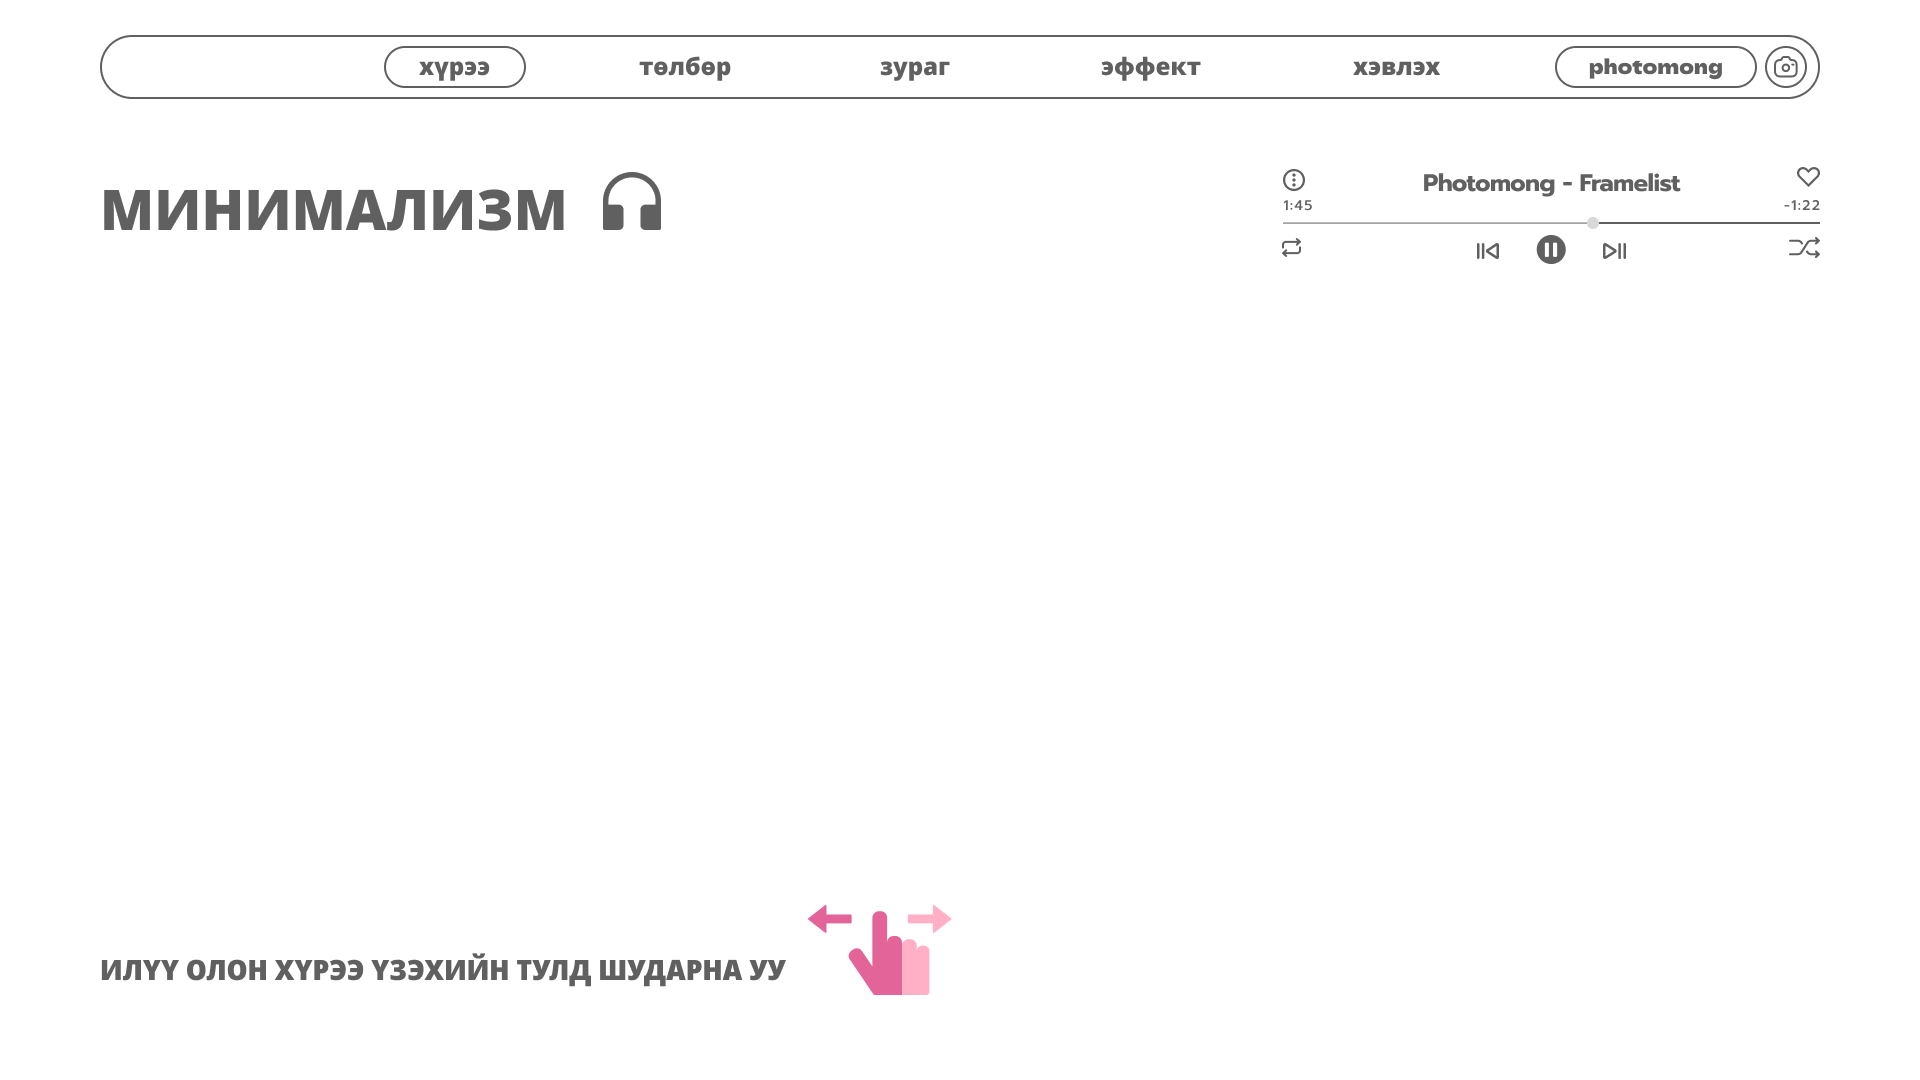 хүрээ төлбөр зураг эффект хэвлэх photomong
МИНИМАЛИЗМ
Photomong - Framelist
1:45 -1:22
ИЛҮҮ ОЛОН ХҮРЭЭ ҮЗЭХИЙН ТУЛД ШУДАРНА УУ